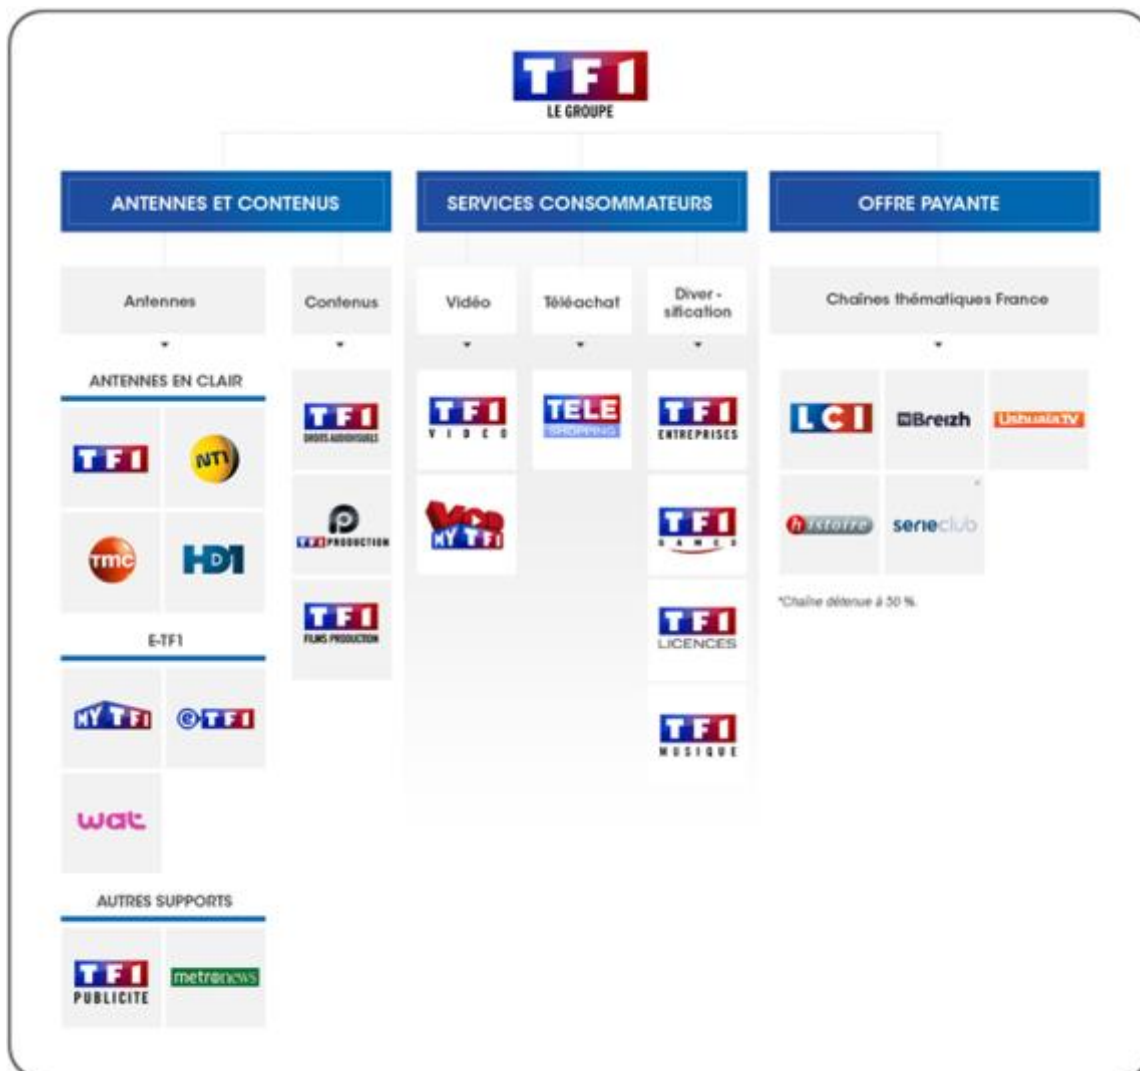 TF1
LE GROUPE
ANTENNES ET CONTENUS
SERVICES CONSOMMATEURS
OFFRE PAYANTE
Antennes
Contenus
Vidéo
Téléachat
Diver-
sification
Chaînes thématiques France
ANTENNES EN CLAIR
TF1
NT1
TMC
HD1
E-TF1
MYTF1
eTF1
wat
AUTRES SUPPORTS
TF1
PUBLICITE
metronews
TF1
DROITS AUDIOVISUELS
TF1 PRODUCTION
TF1
FILMS PRODUCTION
TF1
VIDEO
VOD
MYTF1
TELE
SHOPPING
TF1
ENTREPRISES
TF1
GAMES
TF1
LICENCES
TF1
MUSIQUE
LCI
TVBreizh
UshuaïaTV
histoire
serieclub
*
*Chaîne détenue à 50 %.